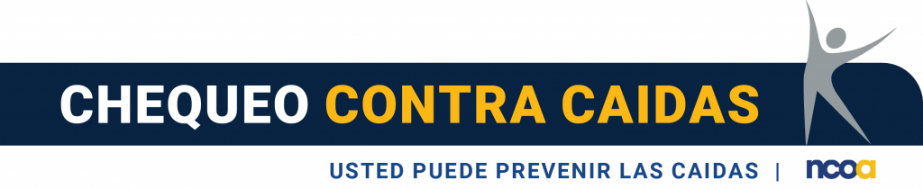 CHEQUEO CONTRA CAIDAS
USTED PUEDE PREVENIR LAS CAIDAS | ncoa